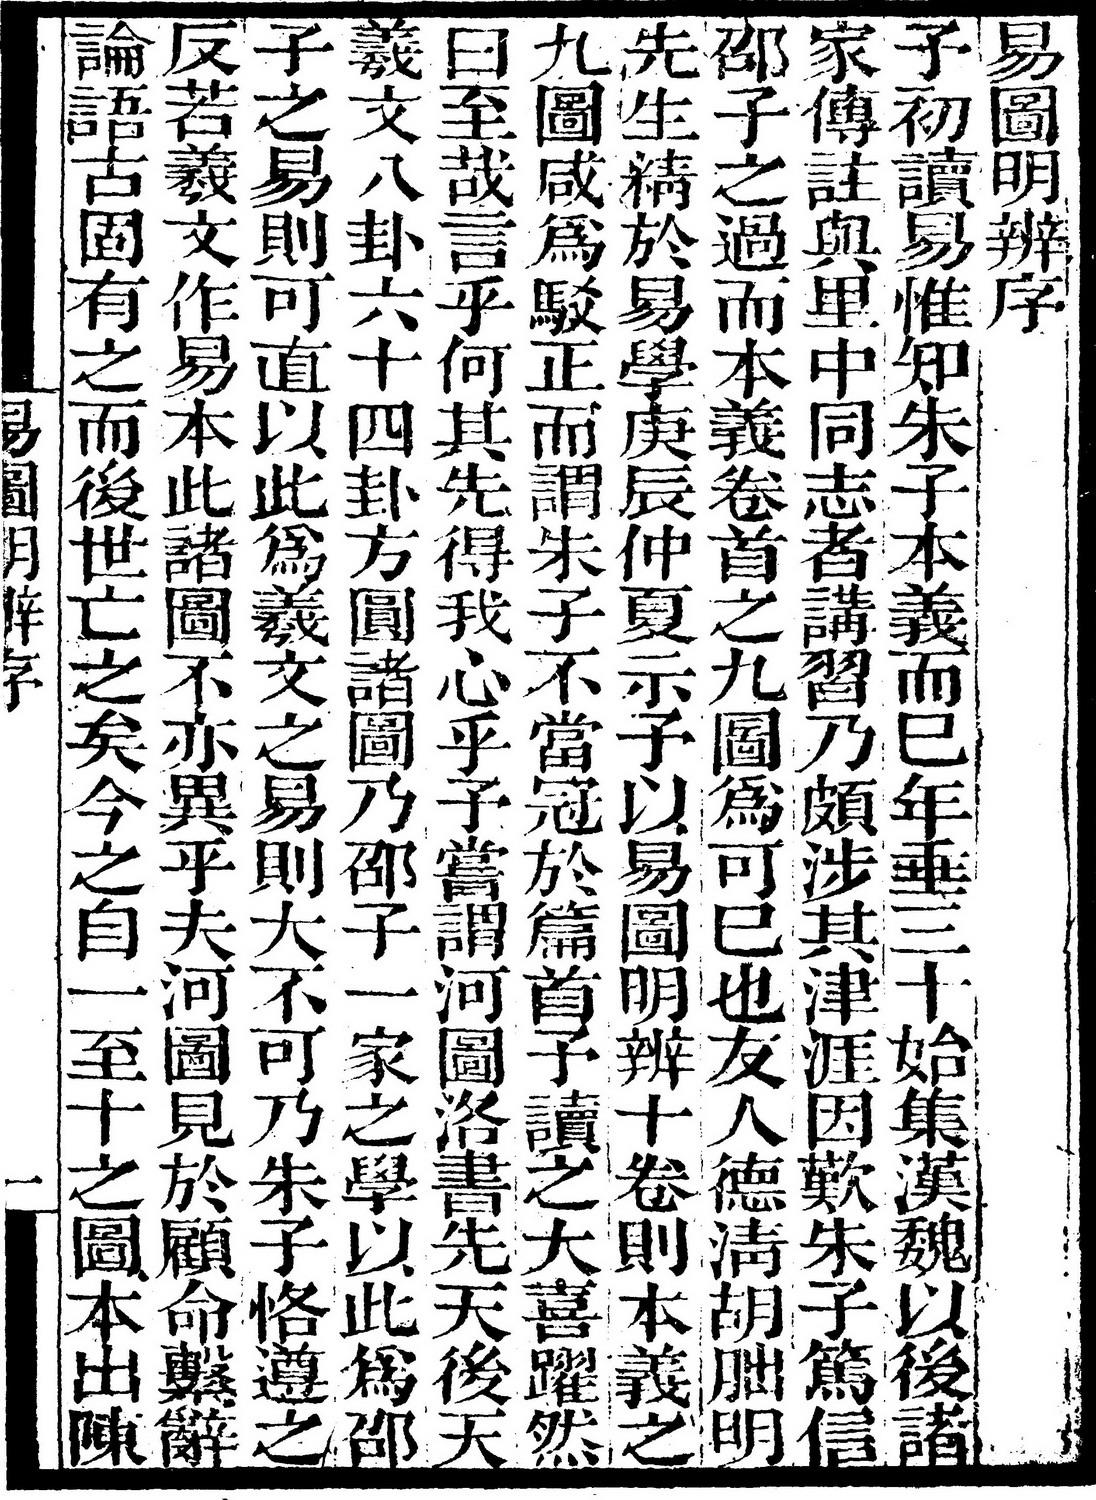 易圖明辨序
予初讀易惟知朱子本義而已年垂三十始集漢魏以後諸
家傳註與里中同志者講習乃頗涉其津涯因歎朱子篤信
邵子之過而本義卷首之九圖爲可已也友人德淸胡朏明
先生精於易學庚辰仲夏示予以易圖明辨十卷則本義之
九圖咸爲駁正而謂朱子不當冠於篇首予讀之大喜躍然
曰至哉言乎何其先得我心乎予嘗謂河圖洛書先天後天
羲文八卦六十四卦方圓諸圖乃邵子一家之學以此爲邵
子之易則可直以此爲羲文之易則大不可乃朱子恪遵之
反若羲文作易本此諸圖不亦異乎夫河圖見於顧命繫辭
論語古固有之而後世亡之矣今之自一至十之圖本出陳
易圖明辨序
一